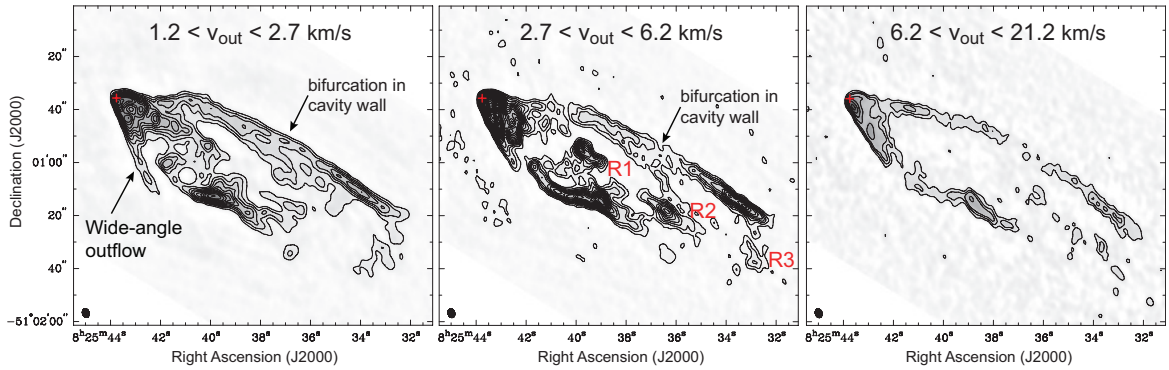 1.2 < vout < 2.7 km/s
2.7 < vout < 6.2 km/s
6.2 < vout < 21.2 km/s
20"
40"
01'00"
20"
40"
-51°02'00"
Declination (J2000)
bifurcation in
cavity wall
Wide-angle
outflow
bifurcation in
cavity wall
R1
R2
R3
8h25m44s 42s 40s 38s 36s 34s 32s
8h25m44s 42s 40s 38s 36s 34s 32s
8h25m44s 42s 40s 38s 36s 34s 32s
Right Ascension (J2000)
Right Ascension (J2000)
Right Ascension (J2000)